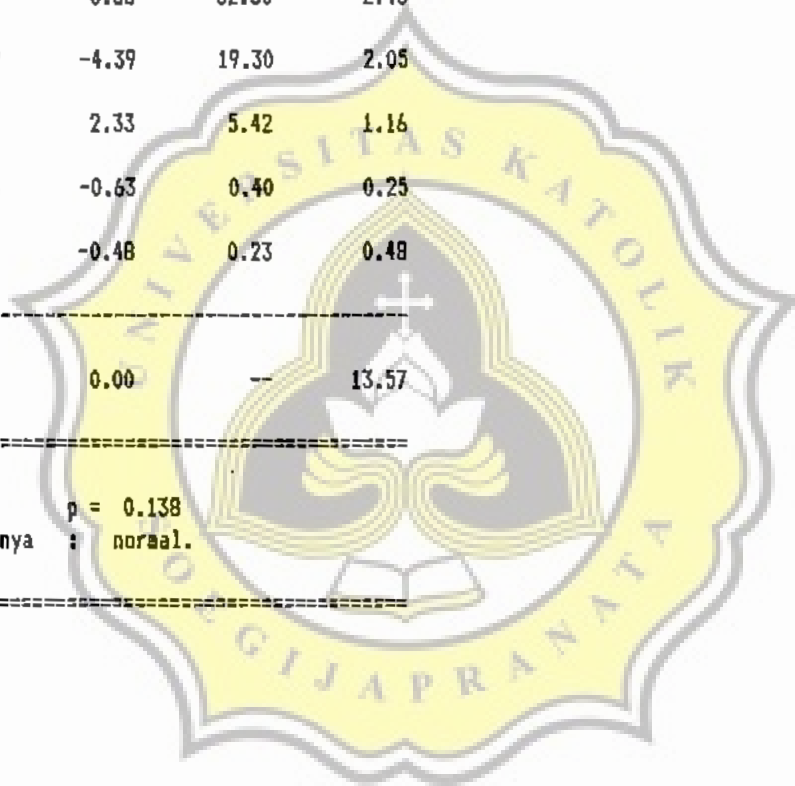 -4.39 19.30 2.05
2.33 5.42 1.16
-0.63 0.40 0.25
-0.48 0.23 0.48
0.00 -- 13.57
p = 0.138
nya : normal.
UNIVERSITAS KATOLIK
SOEGIJAPRANATA